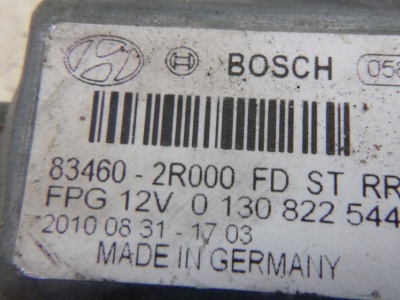 BOSCH 058
83460 - 2R000 FD ST RR
FPG 12V 0 130 822 544
2010 08 31 - 17 03
MADE IN GERMANY